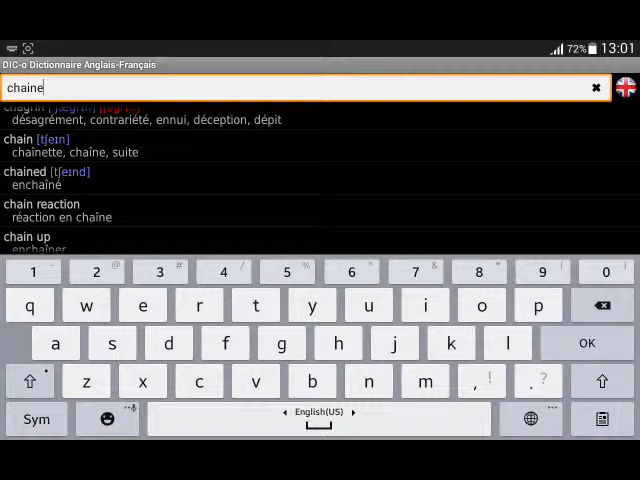 72% 13:01
DIC-o Dictionnaire Anglais-Français
chaine
désagrément, contrariété, ennui, déception, dépit
chain [tʃeɪn]
chaînette, chaîne, suite
chained [tʃeɪnd]
enchaîné
chain reaction
réaction en chaîne
chain up
enchaîner
1 - 2 @ 3 # 4 / 5 % 6 ^ 7 & 8 * 9 ( 0 )
q w e r t y u i o p
a s d f g h j k l OK
z x c v b n m , ! . ?
Sym English(US)